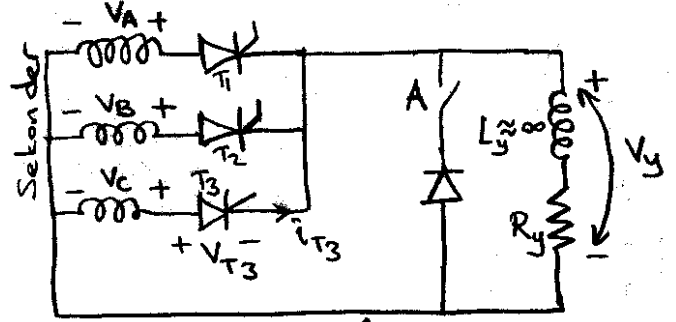 Sekonder
- VA +
T1
- VB +
T2
- VC +
T3
+ VT3 -
iT3
A
Ly≈∞
Ry
+
Vy
-